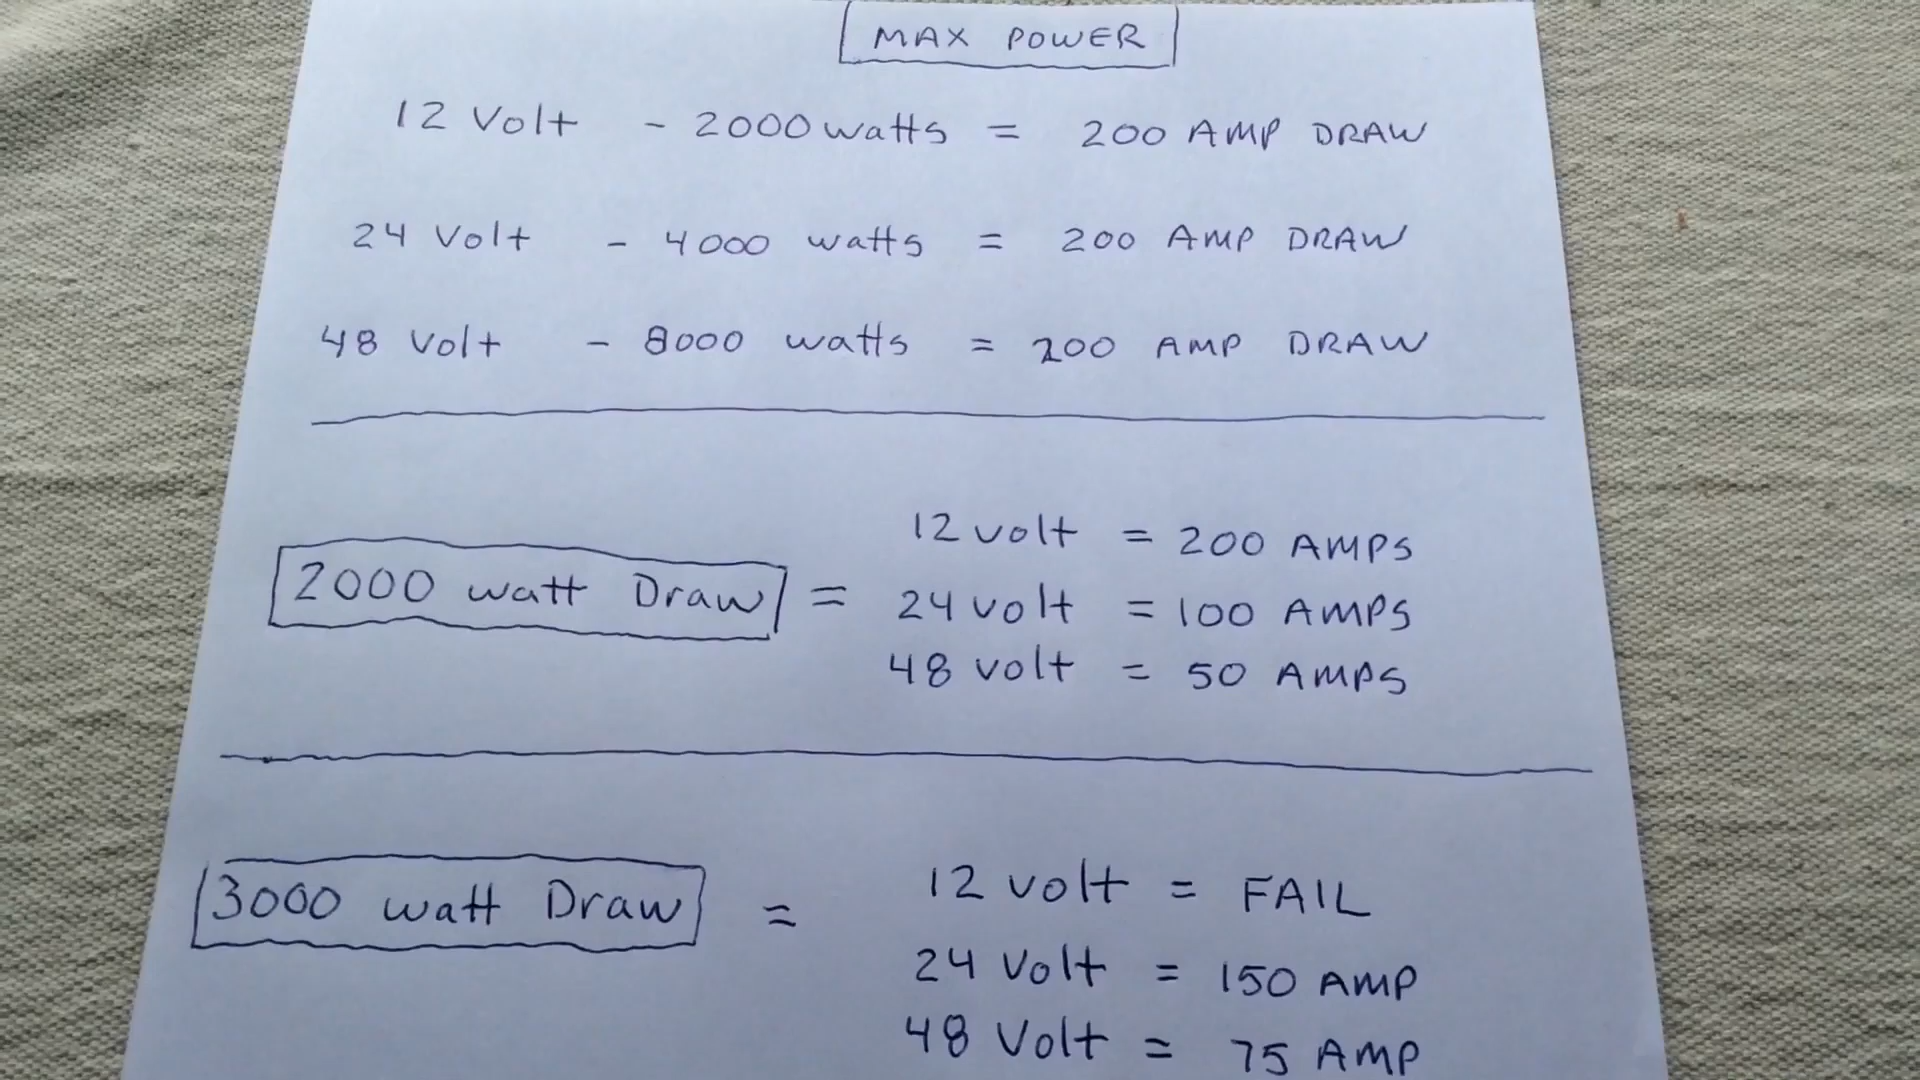 MAX POWER
12 Volt - 2000 watts = 200 AMP DRAW
24 Volt - 4000 watts = 200 AMP DRAW
48 Volt - 8000 watts = 200 AMP DRAW
12 volt = 200 AMPS
2000 watt Draw = 24 volt = 100 AMPS
48 volt = 50 AMPS
12 volt = FAIL
3000 watt Draw = 24 Volt = 150 AMP
48 Volt = 75 AMP